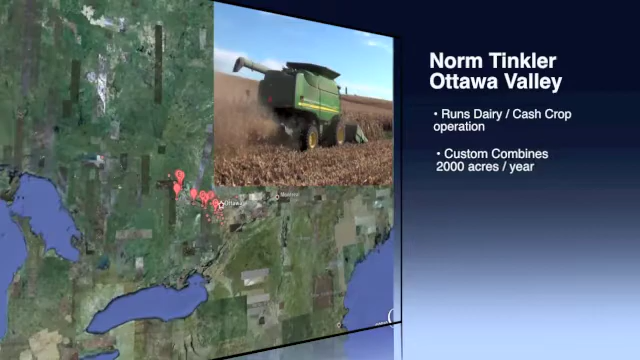 Norm Tinkler
Ottawa Valley
• Runs Dairy / Cash Crop
operation
• Custom Combines
2000 acres / year
Ottawa